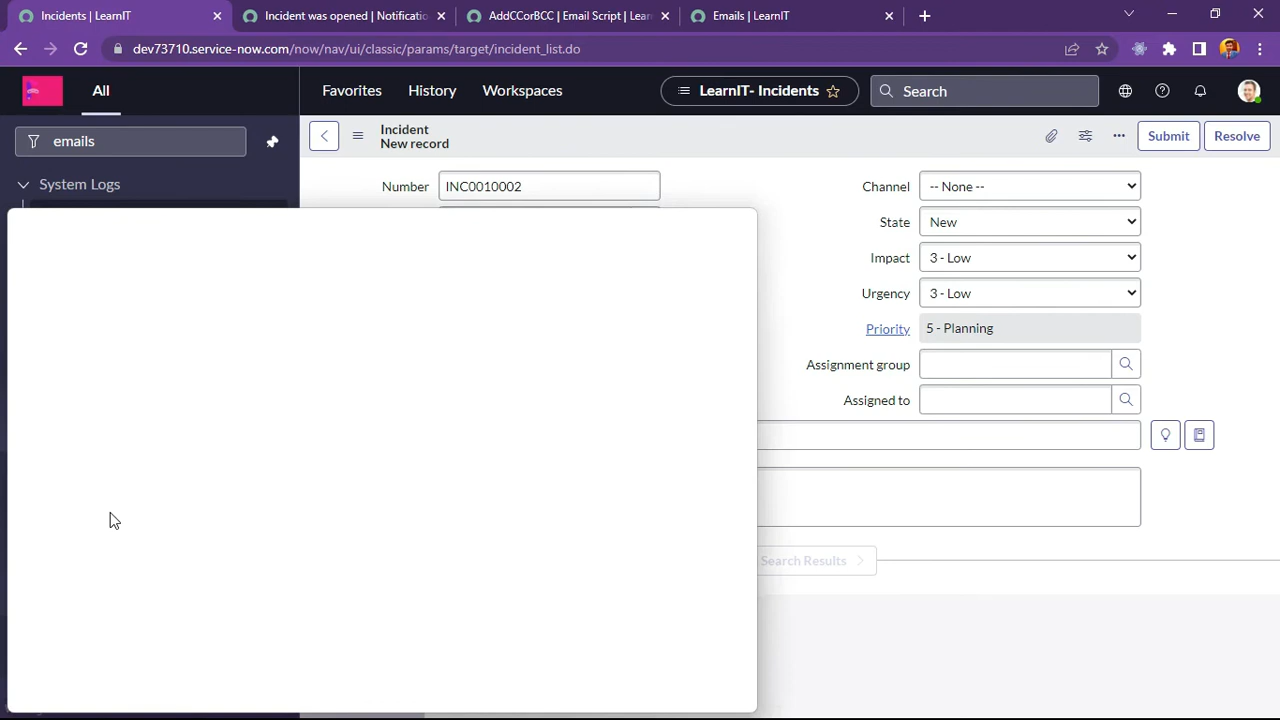 Incidents | LearnIT
Incident was opened | Notificatio
AddCCorBCC | Email Script | Lear
Emails | LearnIT
dev73710.service-now.com/now/nav/ui/classic/params/target/incident_list.do
All
Favorites
History
Workspaces
LearnIT- Incidents
Search
emails
Incident
New record
Submit
Resolve
System Logs
Number
INC0010002
Channel
-- None --
State
New
Impact
3 - Low
Urgency
3 - Low
Priority
5 - Planning
Assignment group
Assigned to
Search Results